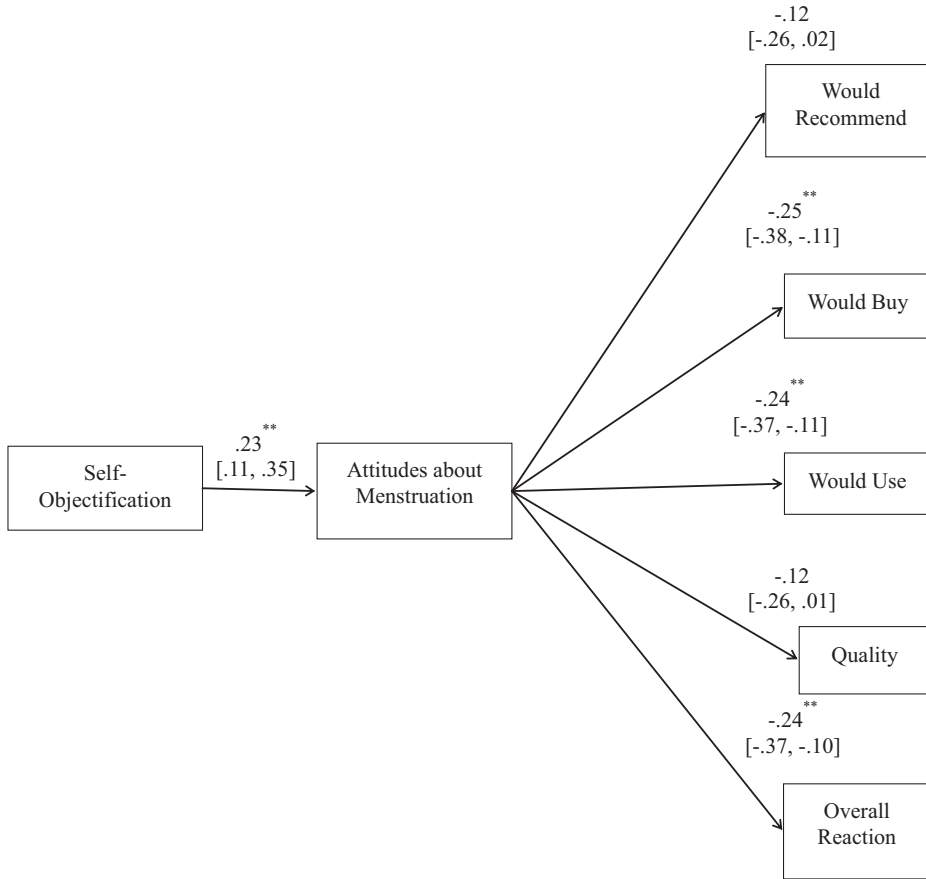 -.12
[-.26, .02]
Would
Recommend
-.25**
[-.38, -.11]
Would Buy
-.24**
[-.37, -.11]
.23**
[.11, .35]
Self-
Objectification
Attitudes about
Menstruation
Would Use
-.12
[-.26, .01]
Quality
-.24**
[-.37, -.10]
Overall
Reaction